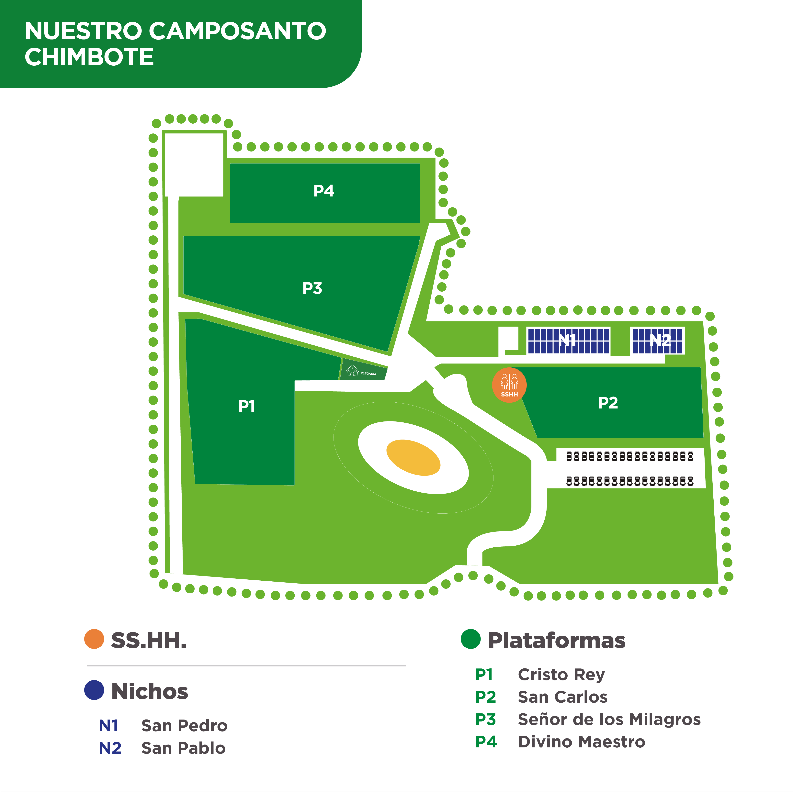 NUESTRO CAMPOSANTO
CHIMBOTE
P4
P3
N1
N2
P1
SSHH
P2
SS.HH.
Nichos
N1 San Pedro
N2 San Pablo
Plataformas
P1 Cristo Rey
P2 San Carlos
P3 Señor de los Milagros
P4 Divino Maestro